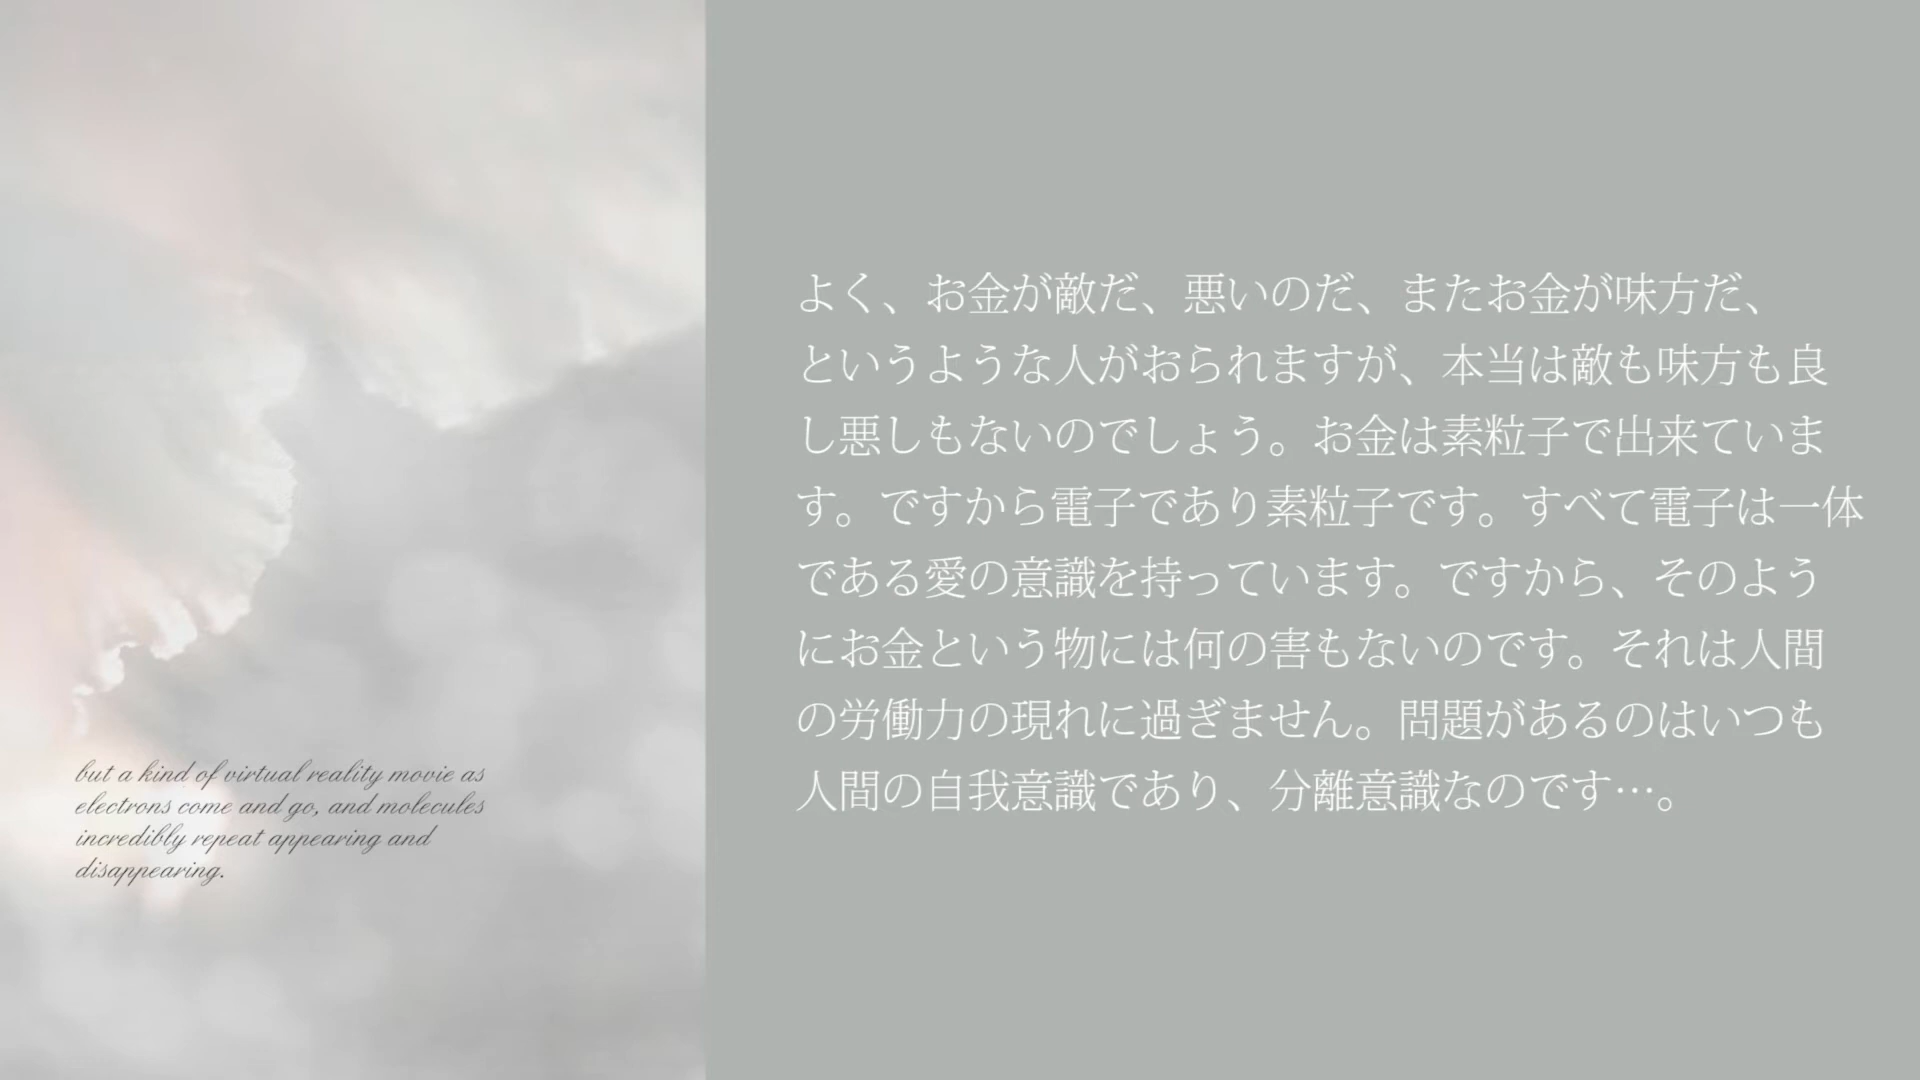 but a kind of virtual reality movie as
electrons come and go, and molecules
incredibly repeat appearing and
disappearing.
よく、お金が敵だ、悪いのだ、またお金が味方だ、
というような人がおられますが、本当は敵も味方も良
し悪しもないのでしょう。お金は素粒子で出来ていま
す。ですから電子であり素粒子です。すべて電子は一体
である愛の意識を持っています。ですから、そのよう
にお金という物には何の害もないのです。それは人間
の労働力の現れに過ぎません。問題があるのはいつも
人間の自我意識であり、分離意識なのです…。